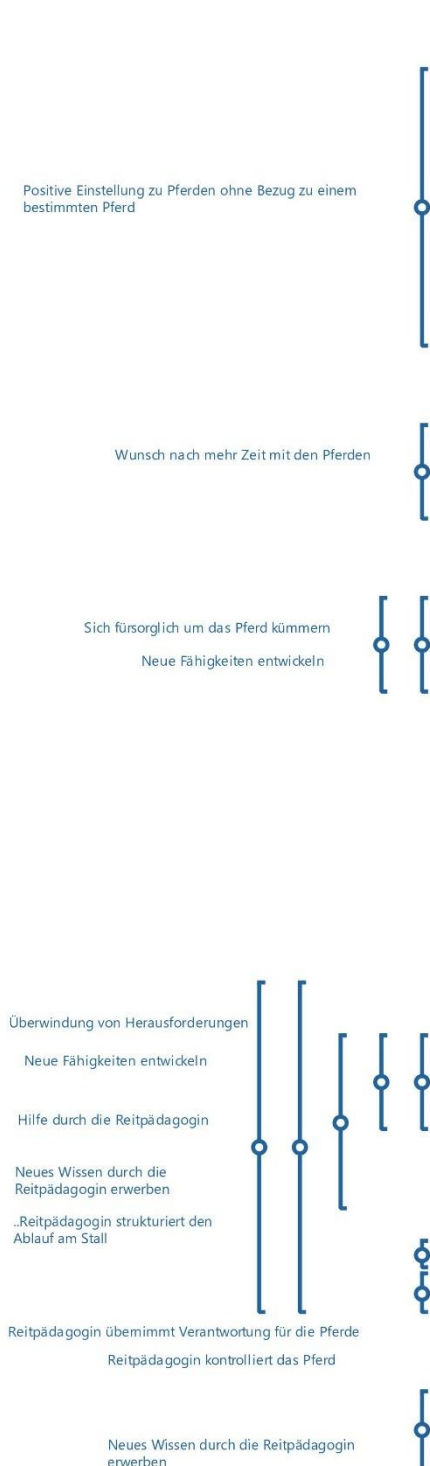 Positive Einstellung zu Pferden ohne Bezug zu einem
bestimmten Pferd
Wunsch nach mehr Zeit mit den Pferden
Sich fürsorglich um das Pferd kümmern
Neue Fähigkeiten entwickeln
Überwindung von Herausforderungen
Neue Fähigkeiten entwickeln
Hilfe durch die Reitpädagogin
Neues Wissen durch die
Reitpädagogin erwerben
..Reitpädagogin strukturiert den
Ablauf am Stall
Reitpädagogin übernimmt Verantwortung für die Pferde
Reitpädagogin kontrolliert das Pferd
Neues Wissen durch die Reitpädagogin
erwerben